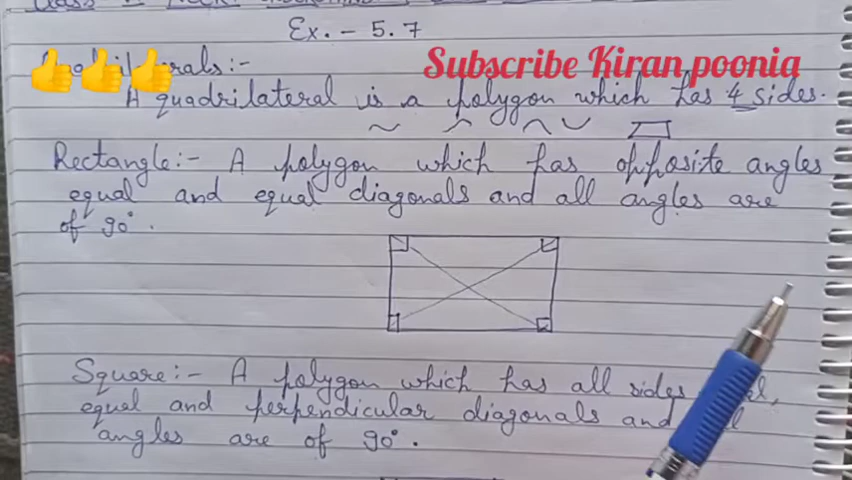 Ex. - 5.7
Subscribe Kiran poonia
A quadrilateral is a polygon which has 4 sides.
Rectangle:- A polygon which has opposite angles
equal and equal diagonals and all angles are
of 90°.
Square:- A polygon which has all sides
equal and perpendicular diagonals and
angles are of 90°.